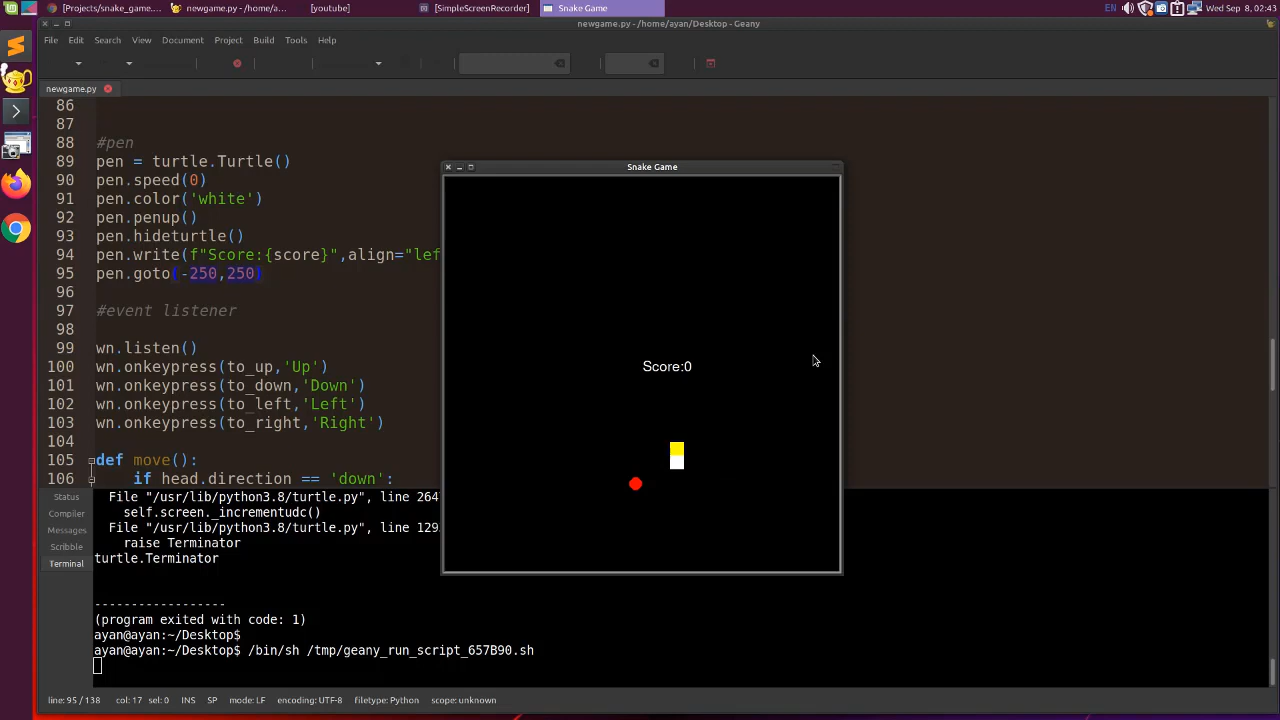 [Projects/snake_game.... newgame.py - /home/a... [youtube] [SimpleScreenRecorder] Snake Game EN Wed Sep 8, 02:43
newgame.py - /home/ayan/Desktop - Geany
File Edit Search View Document Project Build Tools Help
newgame.py
86
87
88 #pen
89 pen = turtle.Turtle()
90 pen.speed(0)
91 pen.color('white')
92 pen.penup()
93 pen.hideturtle()
94 pen.write(f"Score:{score}",align="lef
95 pen.goto(-250,250)
96
97 #event listener
98
99 wn.listen()
100 wn.onkeypress(to_up,'Up')
101 wn.onkeypress(to_down,'Down')
102 wn.onkeypress(to_left,'Left')
103 wn.onkeypress(to_right,'Right')
104
105 def move():
106 if head.direction == 'down':
Snake Game
Score:0
Status
Compiler
Messages
Scribble
Terminal
File "/usr/lib/python3.8/turtle.py", line 264
self.screen._incrementudc()
File "/usr/lib/python3.8/turtle.py", line 129
raise Terminator
turtle.Terminator
------------------
(program exited with code: 1)
ayan@ayan:~/Desktop$
ayan@ayan:~/Desktop$ /bin/sh /tmp/geany_run_script_657B90.sh
line: 95 / 138 col: 17 sel: 0 INS SP mode: LF encoding: UTF-8 filetype: Python scope: unknown